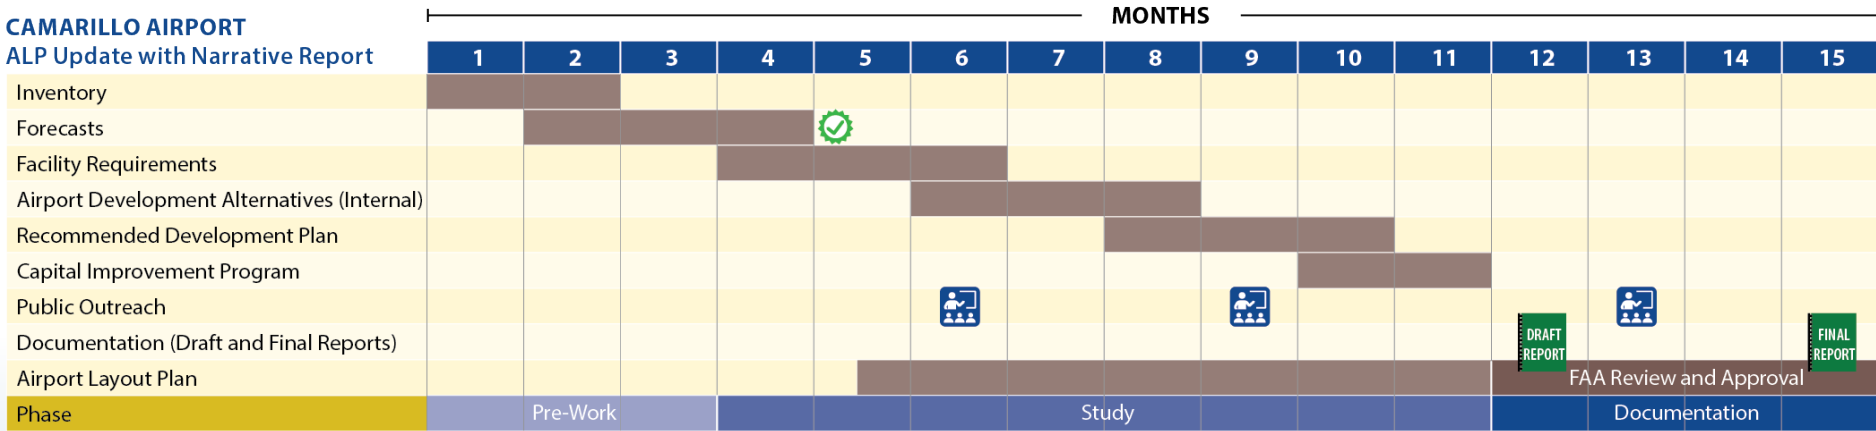 MONTHS
CAMARILLO AIRPORT
ALP Update with Narrative Report
1 2 3 4 5 6 7 8 9 10 11 12 13 14 15
Inventory
Forecasts
Facility Requirements
Airport Development Alternatives (Internal)
Recommended Development Plan
Capital Improvement Program
Public Outreach
Documentation (Draft and Final Reports)
DRAFT
REPORT
FINAL
REPORT
Airport Layout Plan
FAA Review and Approval
Phase
Pre-Work
Study
Documentation